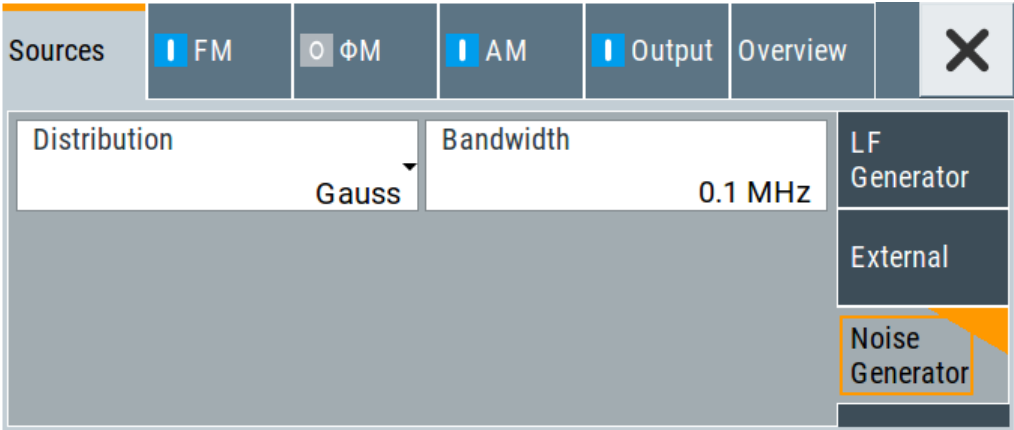 Sources
FM
ΦM
AM
Output
Overview
Distribution
Gauss
Bandwidth
0.1 MHz
LF
Generator
External
Noise
Generator